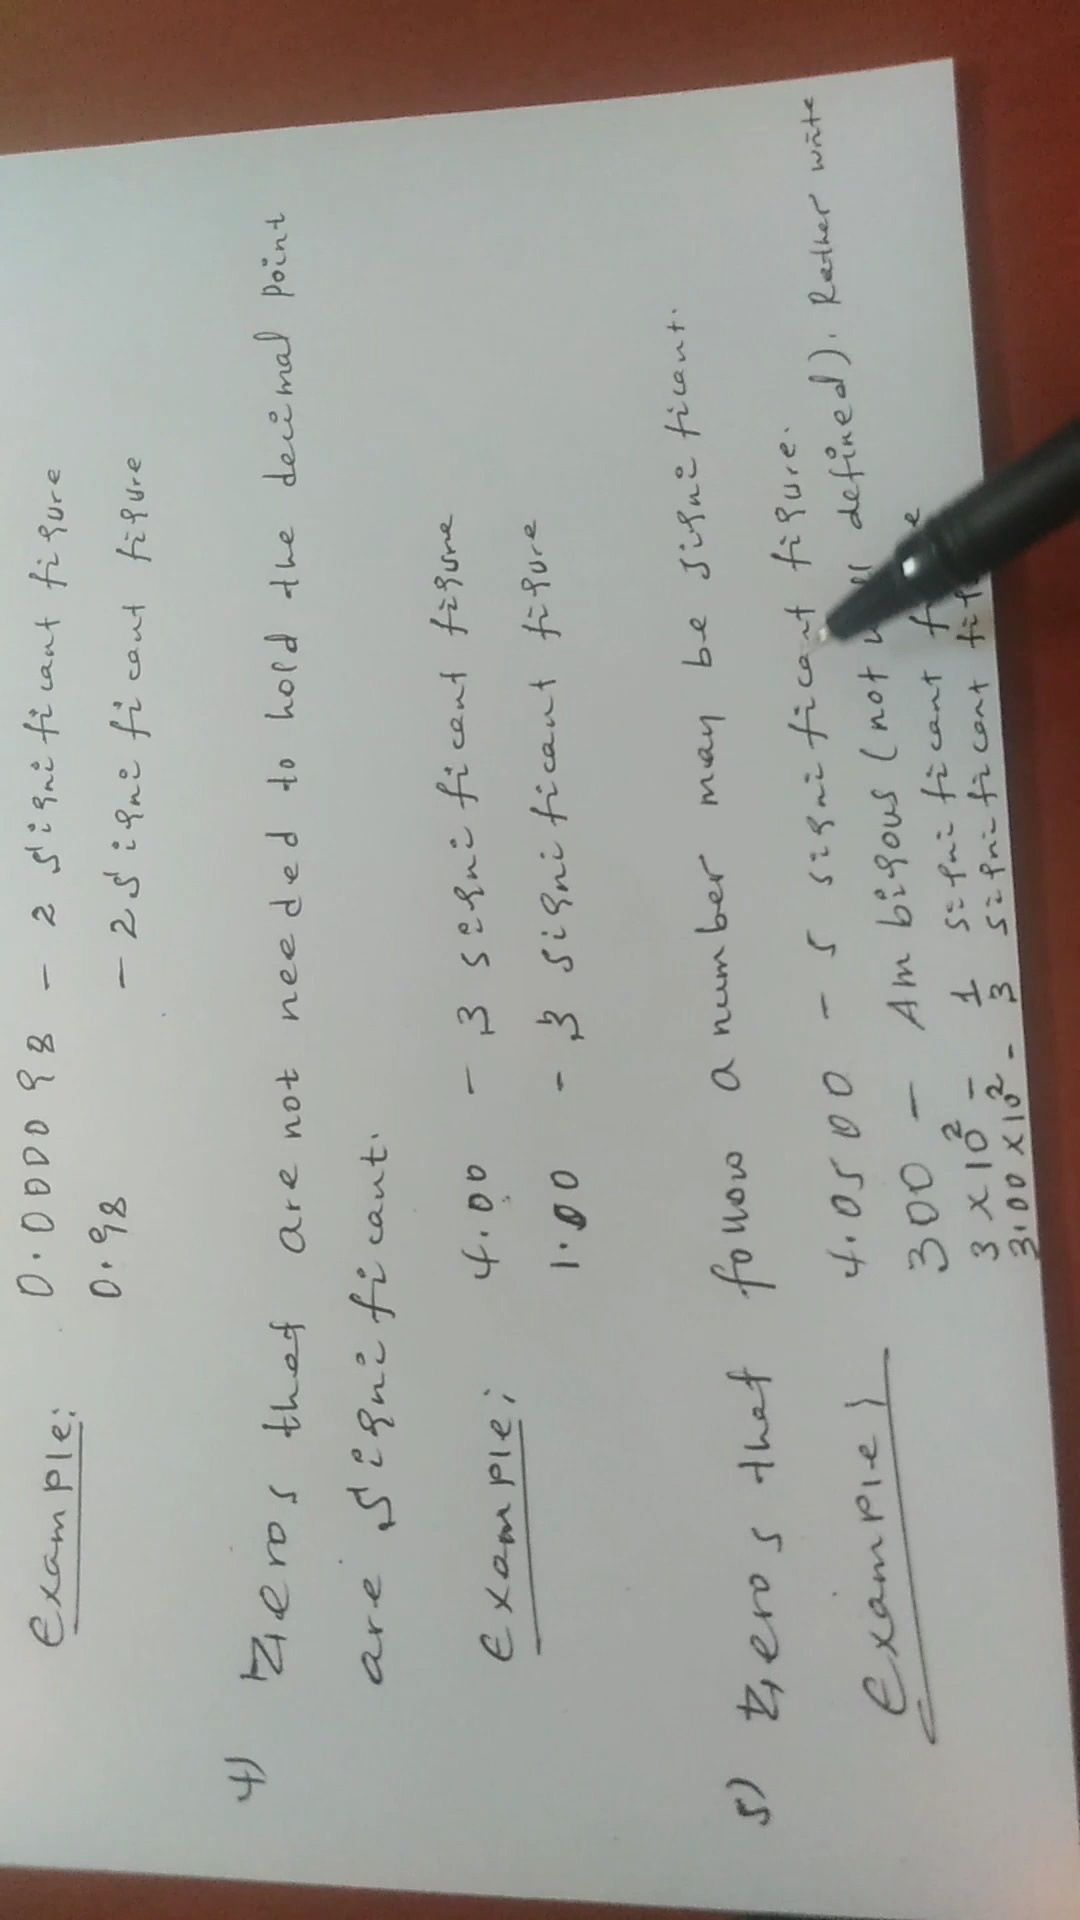 Example: 0.000098 - 2 significant figure
0.98 - 2 significant figure
4) Zeros that are not needed to hold the decimal point
are significant.
Example: 4.00 - 3 significant figure
1.00 - 3 significant figure
5) Zeros that follow a number may be significant.
Example) 4.0500 - 5 significant figure.
300 - Ambigous (not defined). Rather write
3 x 10² - 1 significant
3.00 x 10² - 3 significant